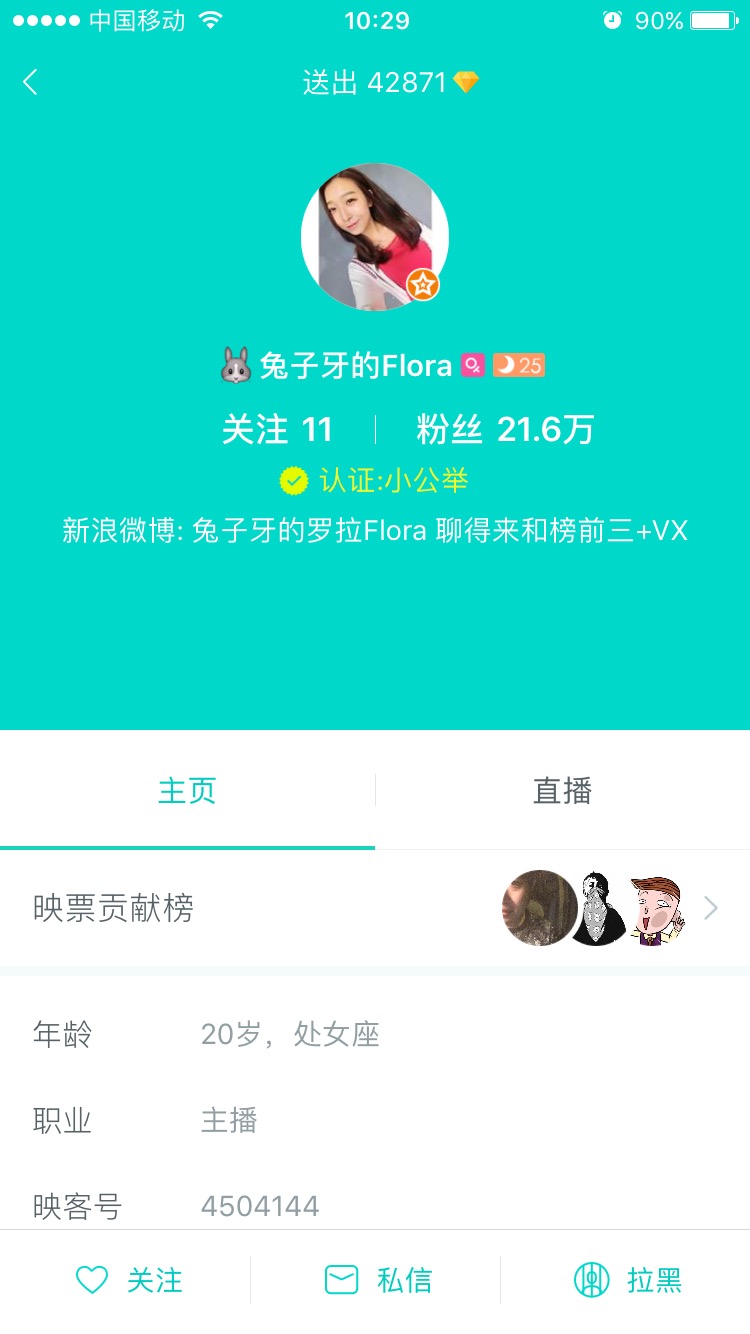 中国移动 10:29 90%
送出 42871
兔子牙的Flora 25
关注 11 粉丝 21.6万
认证:小公举
新浪微博: 兔子牙的罗拉Flora 聊得来和榜前三+VX
主页 直播
映票贡献榜
年龄 20岁，处女座
职业 主播
映客号 4504144
关注 私信 拉黑